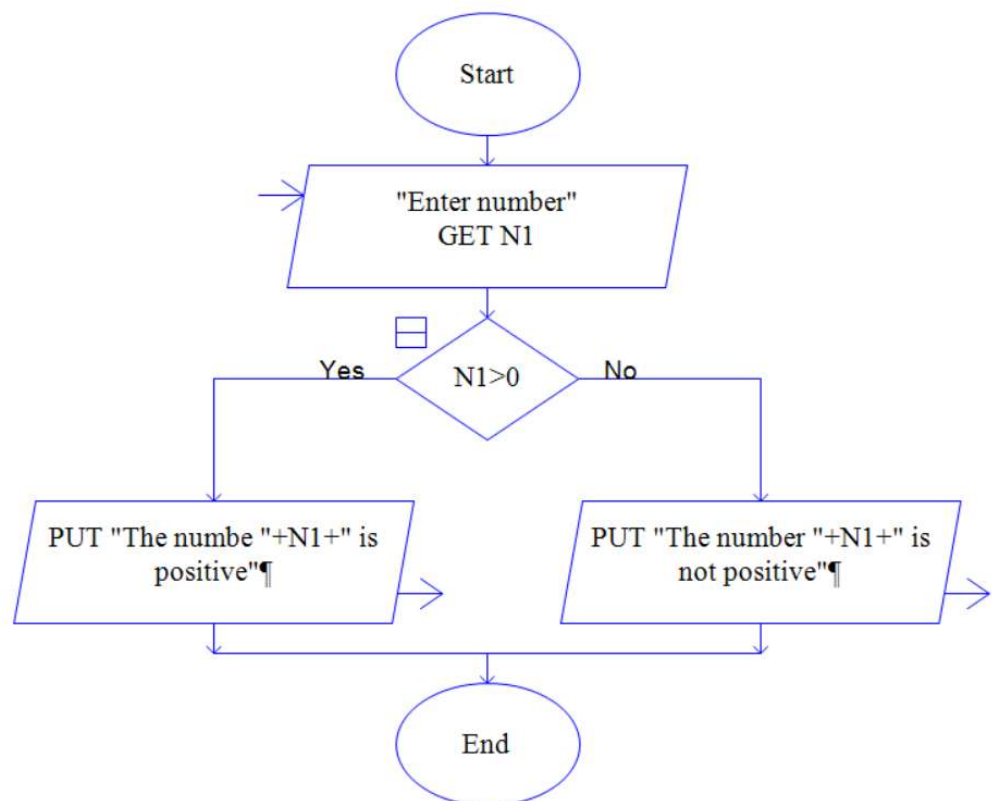 Start
"Enter number"
GET N1
Yes
N1>0
No
PUT "The numbe "+N1+" is
positive"¶
PUT "The number "+N1+" is
not positive"¶
End